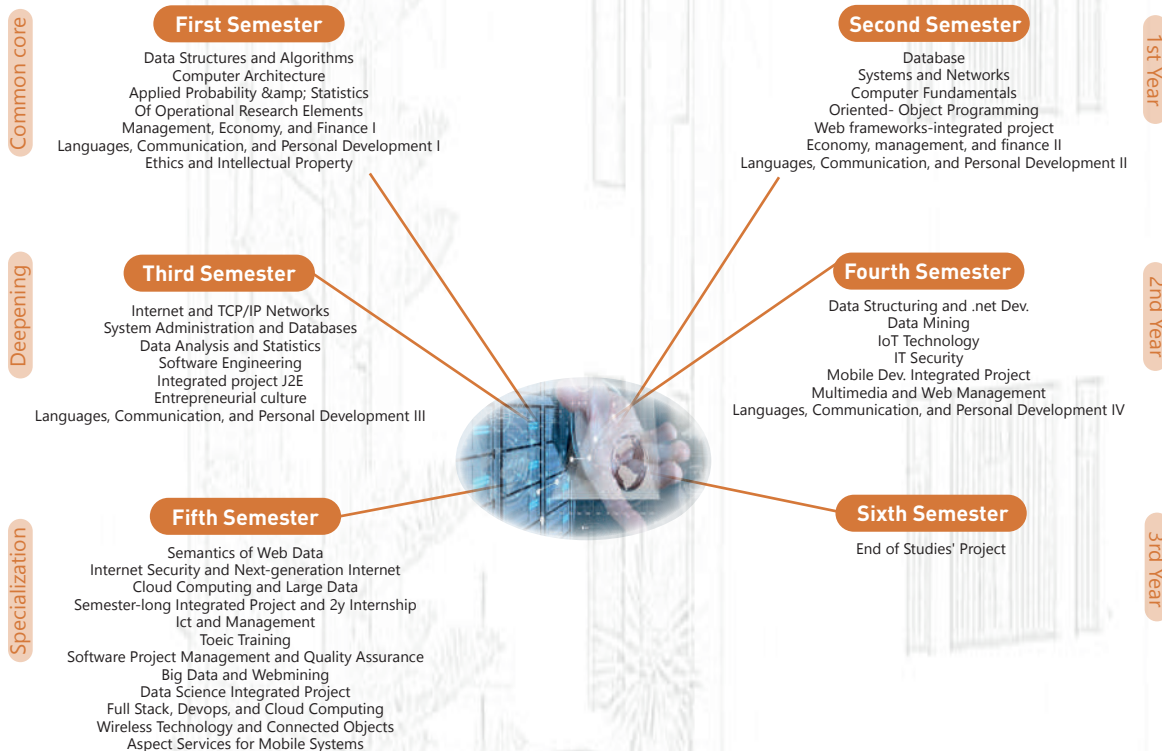 Common core
First Semester
Data Structures and Algorithms
Computer Architecture
Applied Probability &amp; Statistics
Of Operational Research Elements
Management, Economy, and Finance I
Languages, Communication, and Personal Development I
Ethics and Intellectual Property
Second Semester
Database
Systems and Networks
Computer Fundamentals
Oriented- Object Programming
Web frameworks-integrated project
Economy, management, and finance II
Languages, Communication, and Personal Development II
1st Year
Deepening
Third Semester
Internet and TCP/IP Networks
System Administration and Databases
Data Analysis and Statistics
Software Engineering
Integrated project J2E
Entrepreneurial culture
Languages, Communication, and Personal Development III
Fourth Semester
Data Structuring and .net Dev.
Data Mining
IoT Technology
IT Security
Mobile Dev. Integrated Project
Multimedia and Web Management
Languages, Communication, and Personal Development IV
2nd Year
Specialization
Fifth Semester
Semantics of Web Data
Internet Security and Next-generation Internet
Cloud Computing and Large Data
Semester-long Integrated Project and 2y Internship
Ict and Management
Toeic Training
Software Project Management and Quality Assurance
Big Data and Webmining
Data Science Integrated Project
Full Stack, Devops, and Cloud Computing
Wireless Technology and Connected Objects
Aspect Services for Mobile Systems
Sixth Semester
End of Studies' Project
3rd Year